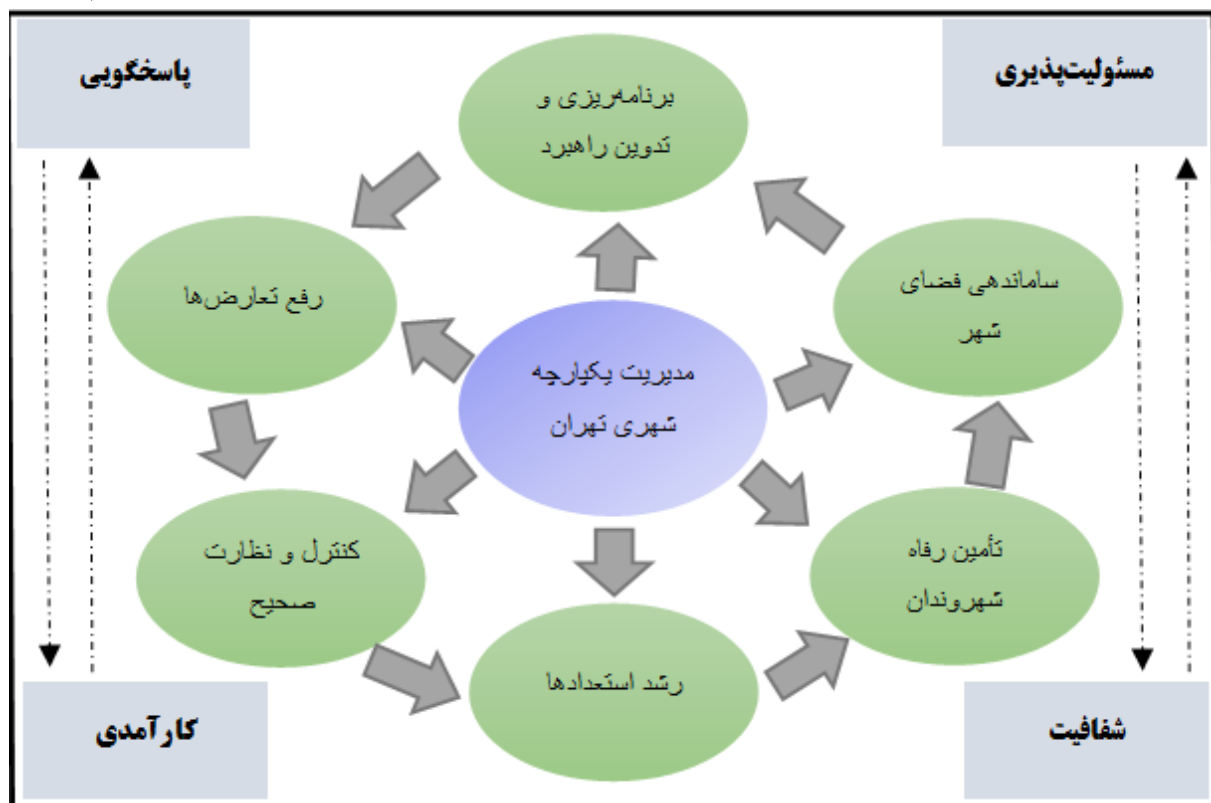 مسئولیت‌پذیری
پاسخگویی
برنامه‌ریزی و
تدوین راهبرد
ساماندهی فضای
شهر
رفع تعارض‌ها
مدیریت یکپارچه
شهری تهران
تأمین رفاه
شهروندان
کنترل و نظارت
صحیح
رشد استعدادها
شفافیت
کارآمدی